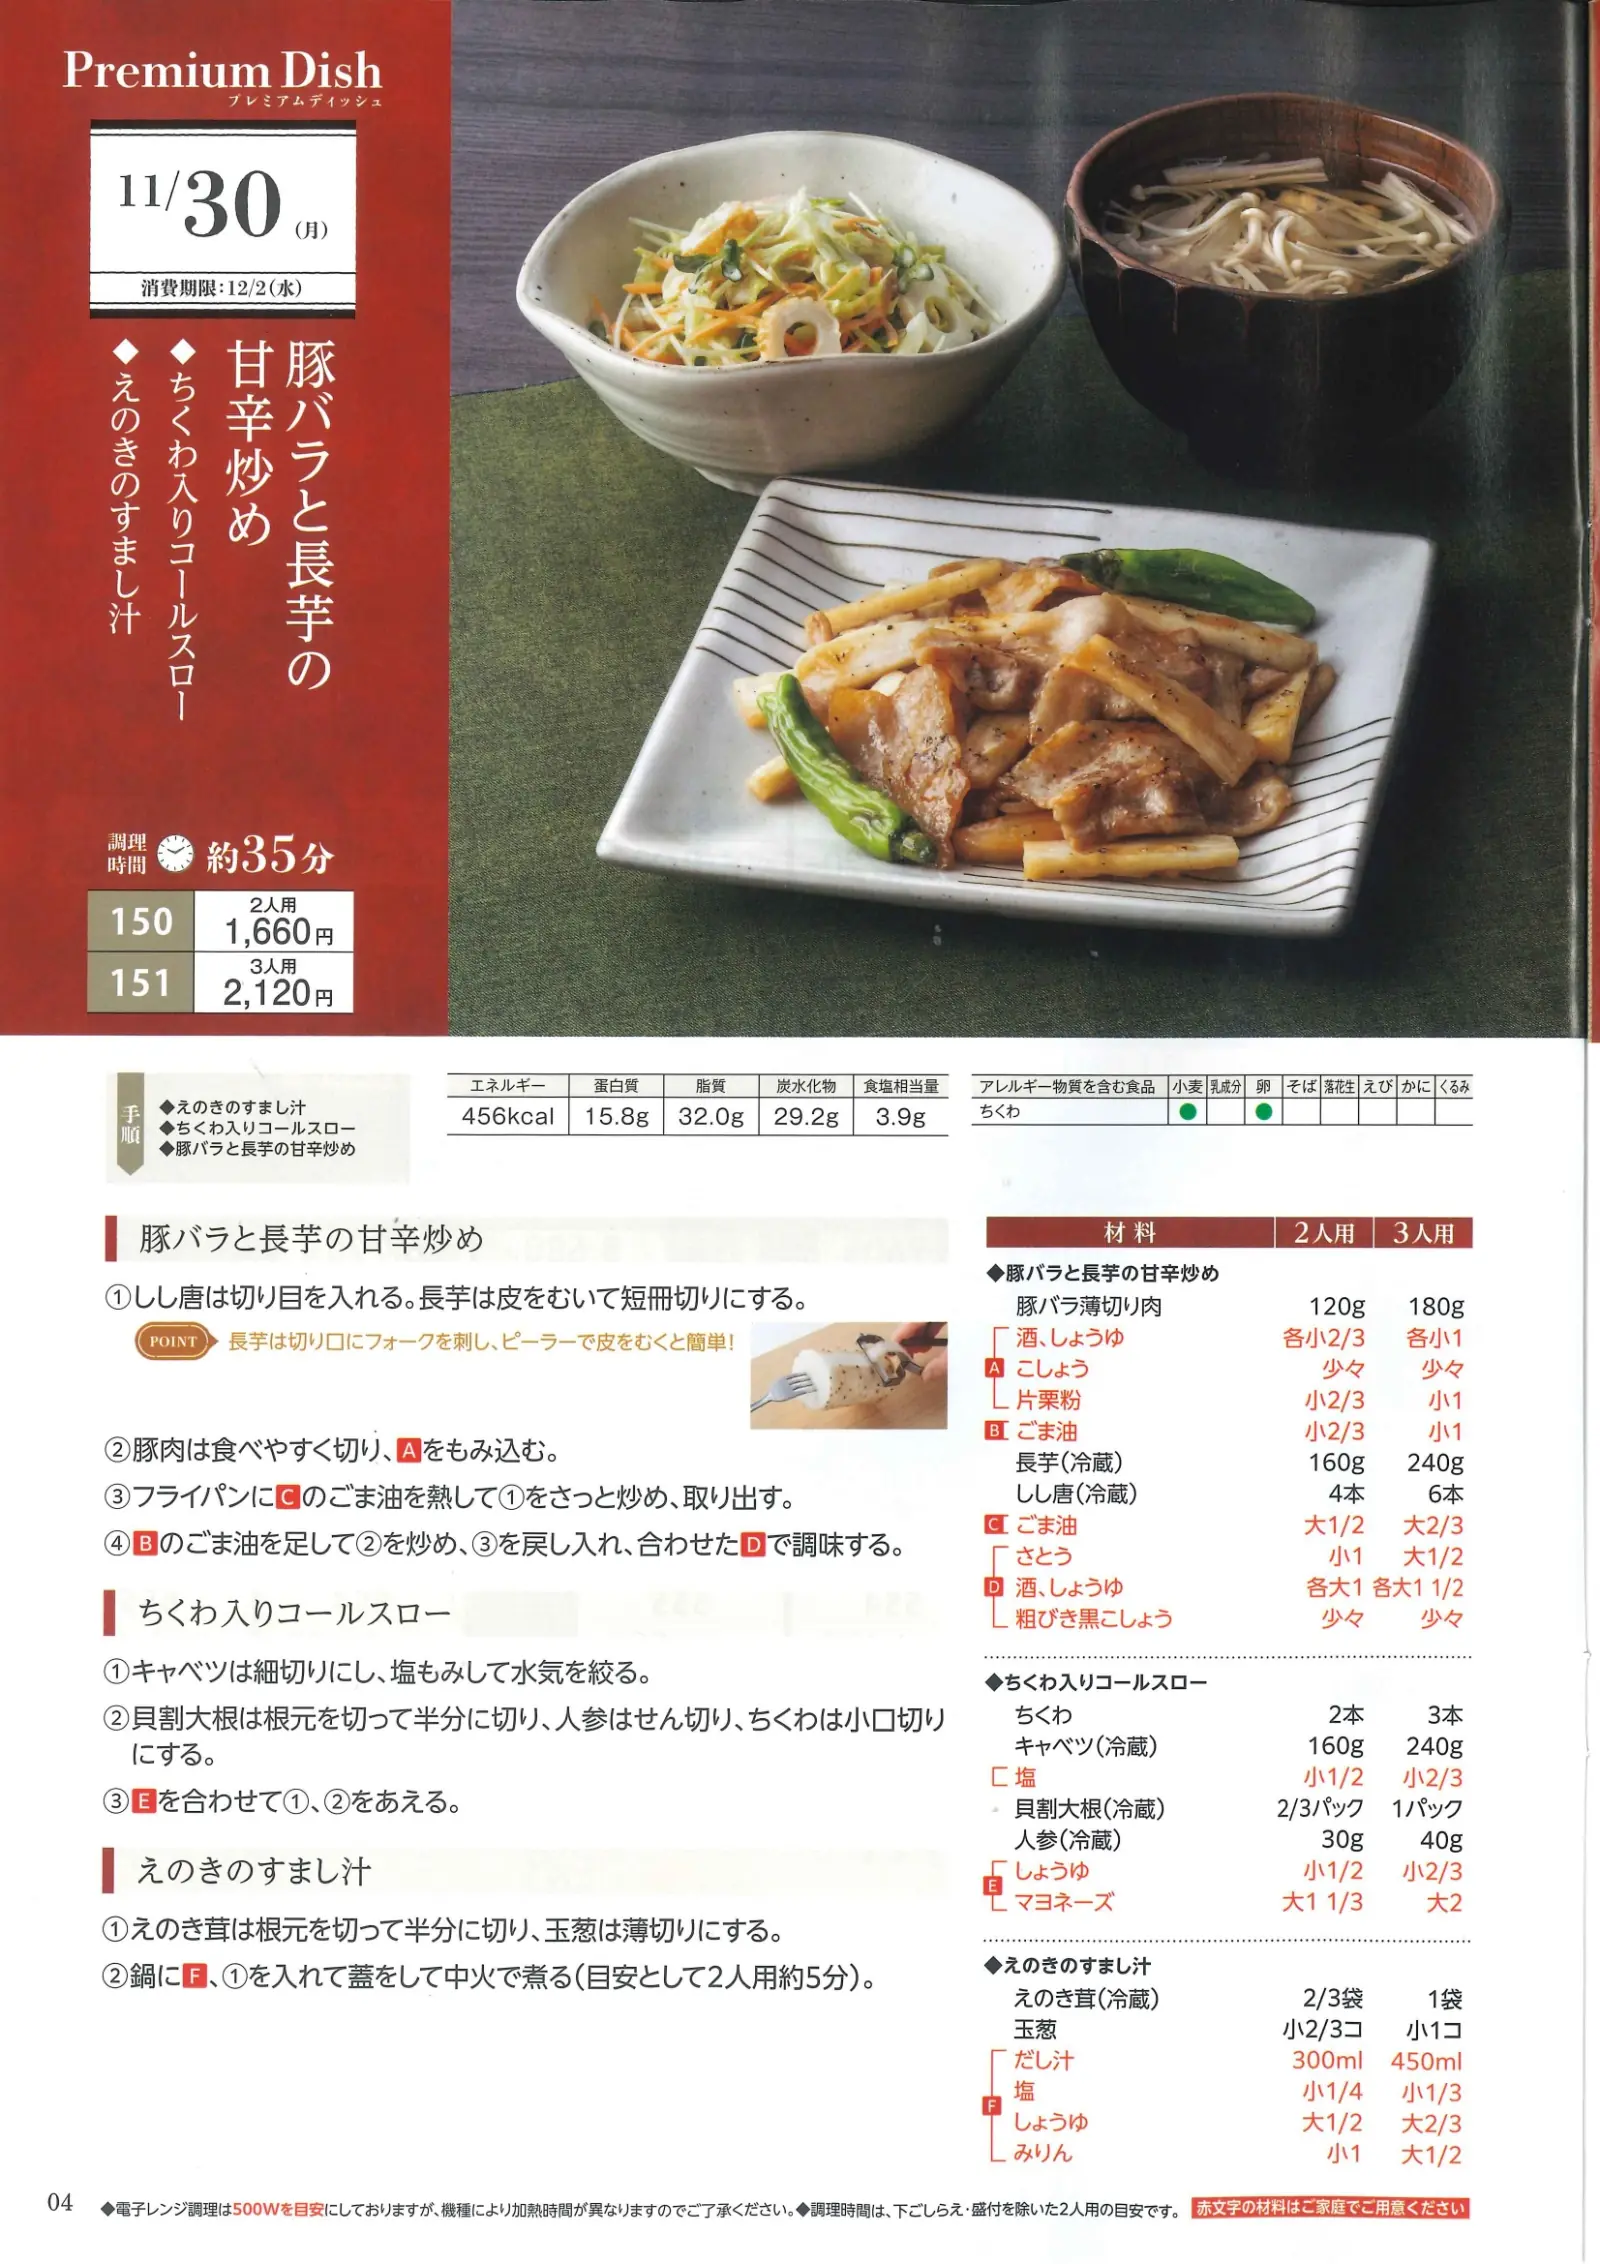 Premium Dish
プレミアムディッシュ
11/30(月)
消費期限:12/2(水)
豚バラと長芋の
甘辛炒め
◆ちくわ入りコールスロー
◆えのきのすまし汁
調理時間 約35分
150 2人用 1,660円
151 3人用 2,120円
手順
◆えのきのすまし汁
◆ちくわ入りコールスロー
◆豚バラと長芋の甘辛炒め
エネルギー 蛋白質 脂質 炭水化物 食塩相当量
456kcal 15.8g 32.0g 29.2g 3.9g
アレルギー物質を含む食品 小麦 乳成分 卵 そば 落花生 えび かに くるみ
ちくわ ● ●
豚バラと長芋の甘辛炒め
①しし唐は切り目を入れる。長芋は皮をむいて短冊切りにする。
POINT 長芋は切り口にフォークを刺し、ピーラーで皮をむくと簡単!
②豚肉は食べやすく切り、Aをもみ込む。
③フライパンにCのごま油を熱して①をさっと炒め、取り出す。
④Bのごま油を足して②を炒め、③を戻し入れ、合わせたDで調味する。
ちくわ入りコールスロー
①キャベツは細切りにし、塩もみして水気を絞る。
②貝割大根は根元を切って半分に切り、人参はせん切り、ちくわは小口切り
にする。
③Eを合わせて①、②をあえる。
えのきのすまし汁
①えのき茸は根元を切って半分に切り、玉葱は薄切りにする。
②鍋にF、①を入れて蓋をして中火で煮る(目安として2人用約5分)。
材料 2人用 3人用
◆豚バラと長芋の甘辛炒め
豚バラ薄切り肉 120g 180g
酒、しょうゆ 各小2/3 各小1
A こしょう 少々 少々
片栗粉 小2/3 小1
B ごま油 小2/3 小1
長芋(冷蔵) 160g 240g
しし唐(冷蔵) 4本 6本
C ごま油 大1/2 大2/3
さとう 小1 大1/2
D 酒、しょうゆ 各大1 各大1 1/2
粗びき黒こしょう 少々 少々
◆ちくわ入りコールスロー
ちくわ 2本 3本
キャベツ(冷蔵) 160g 240g
塩 小1/2 小2/3
貝割大根(冷蔵) 2/3パック 1パック
人参(冷蔵) 30g 40g
E しょうゆ 小1/2 小2/3
マヨネーズ 大1 1/3 大2
◆えのきのすまし汁
えのき茸(冷蔵) 2/3袋 1袋
玉葱 小2/3コ 小1コ
だし汁 300ml 450ml
F 塩 小1/4 小1/3
しょうゆ 大1/2 大2/3
みりん 小1 大1/2
04 ◆電子レンジ調理は500Wを目安にしておりますが、機種により加熱時間が異なりますのでご了承ください。◆調理時間は、下ごしらえ・盛付を除いた2人用の目安です。 赤文字の材料はご家庭でご用意ください